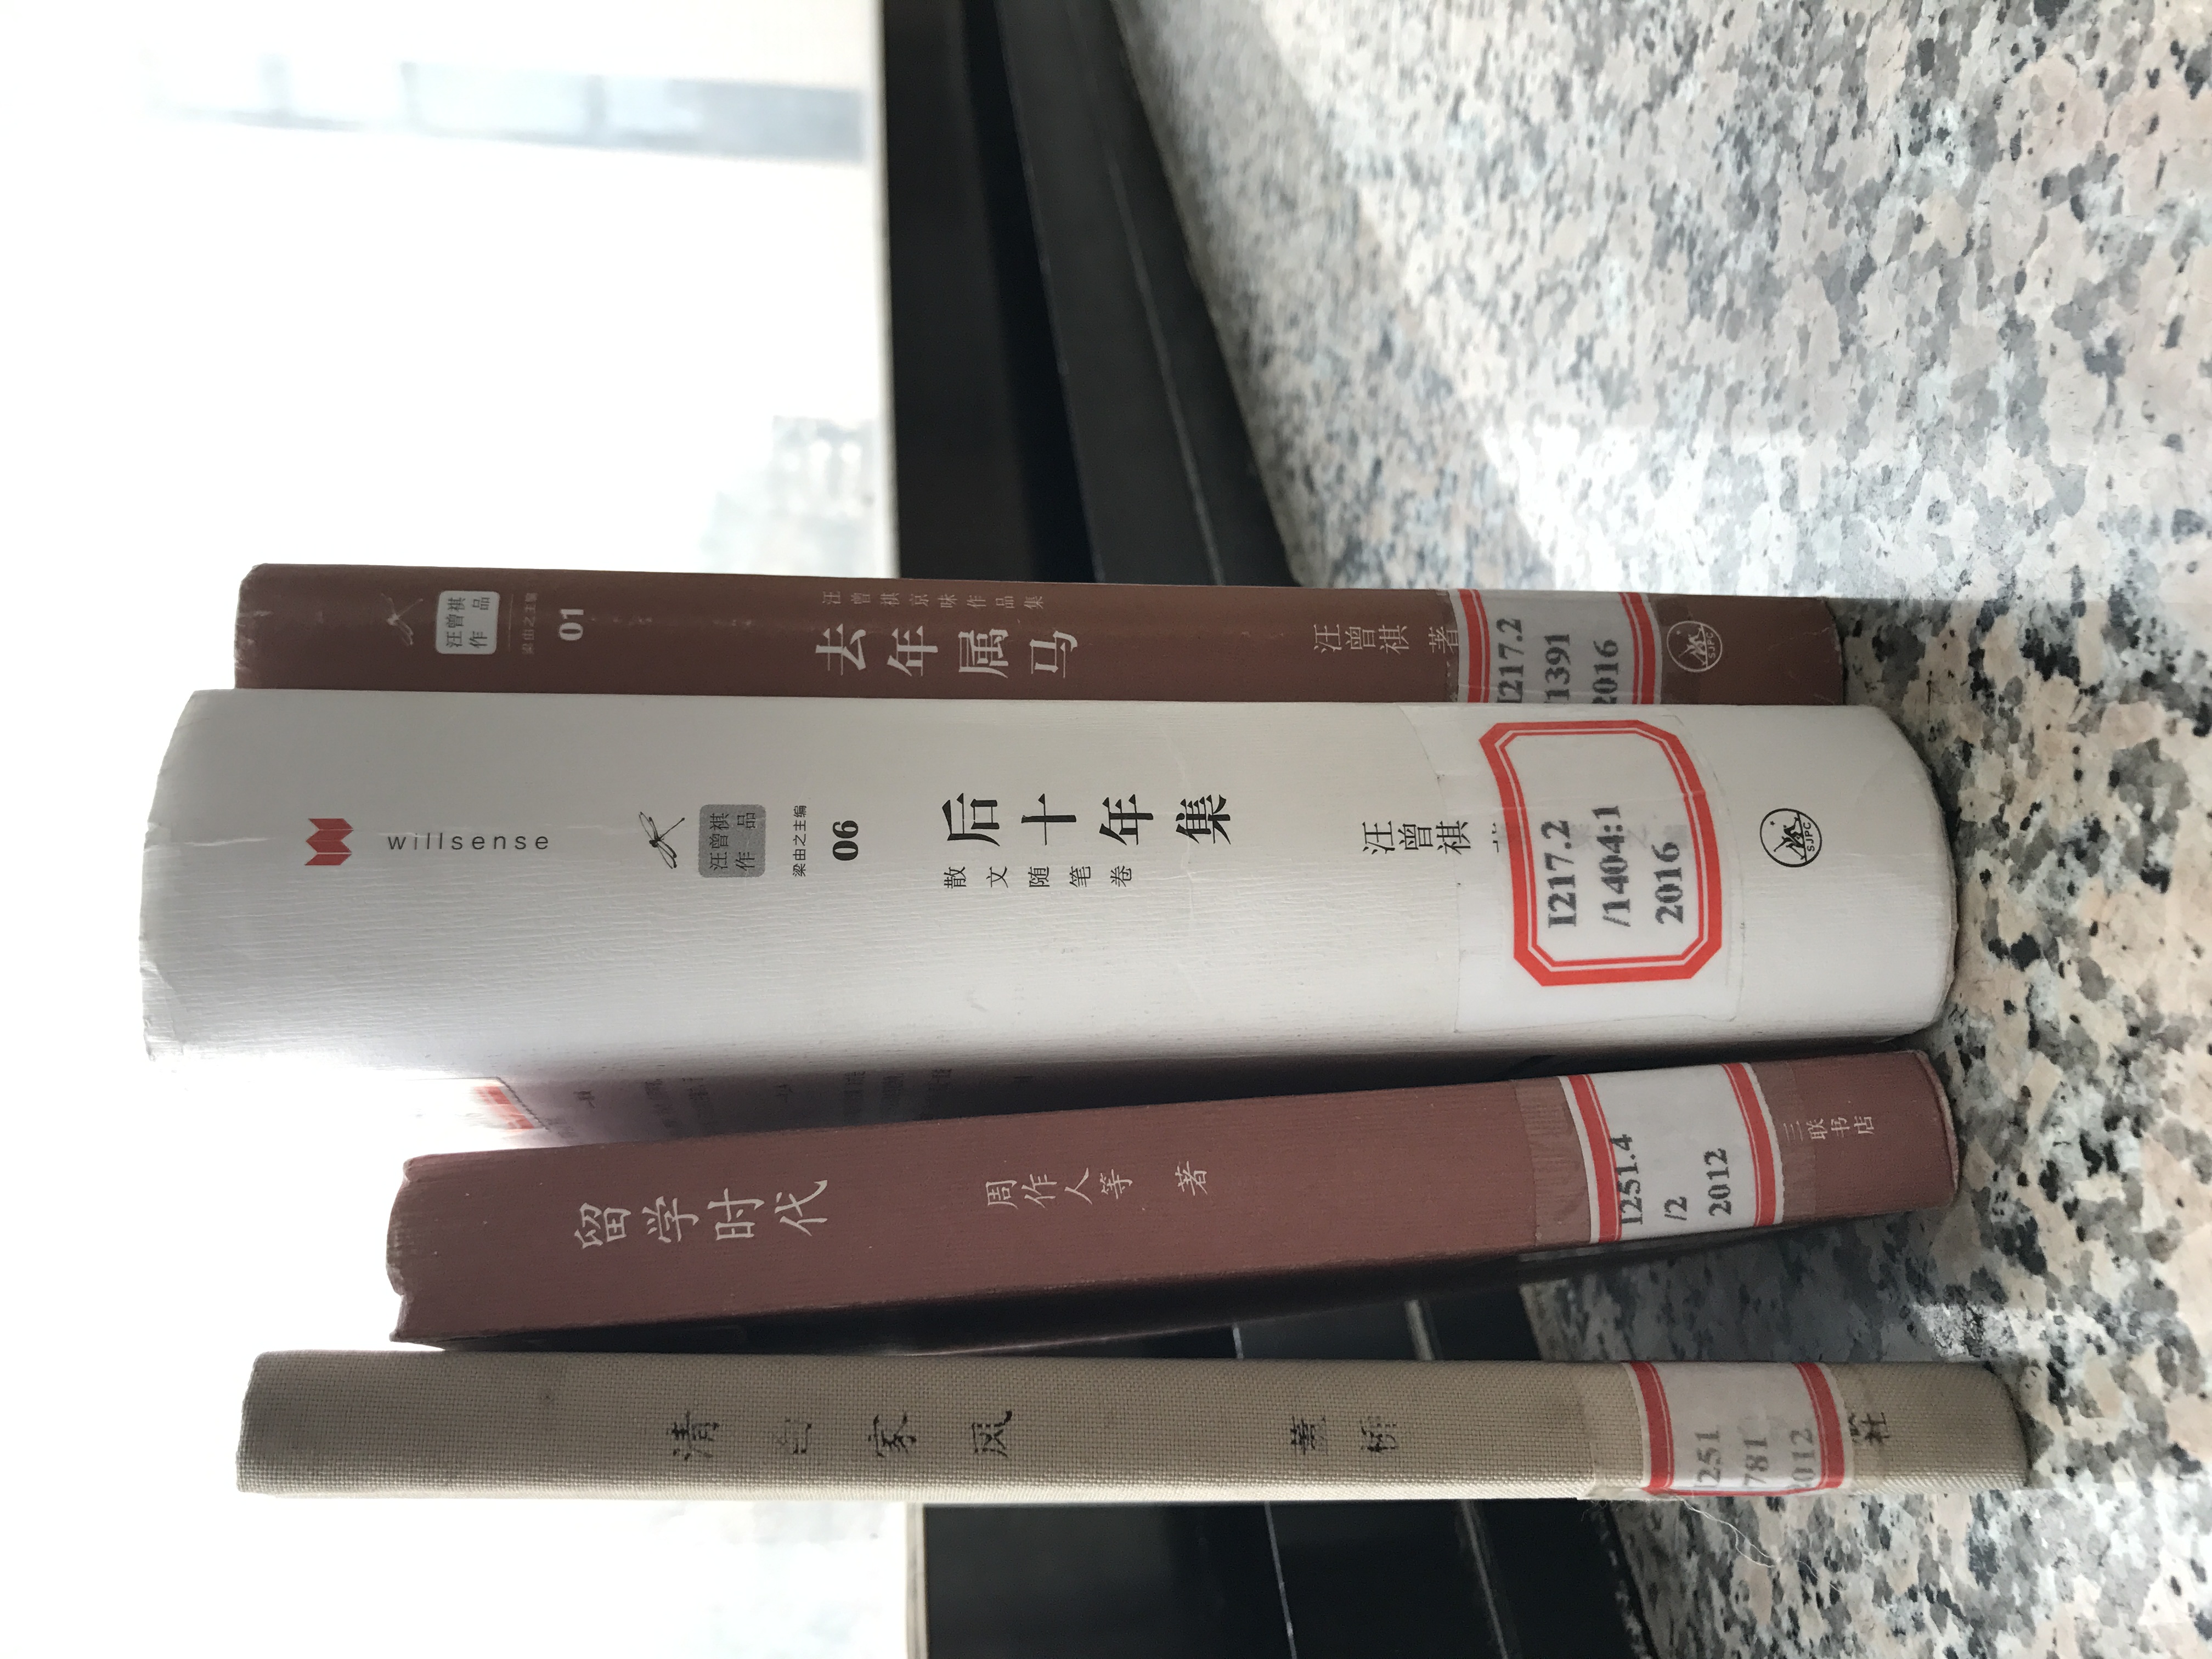 清白家风
董桥
I251
781
2012
社
留学时代
周作人等 著
I251.4
/2
2012
三联书店
willsense
汪曾祺
作品
梁由之主编
06
后十年集
散文随笔卷
汪曾祺
I217.2
/1404:1
2016
SJPC
汪曾祺
作品
梁由之主编
01
汪曾祺京味作品集
去年属马
汪曾祺 著
I217.2
/1391
2016
SJPC